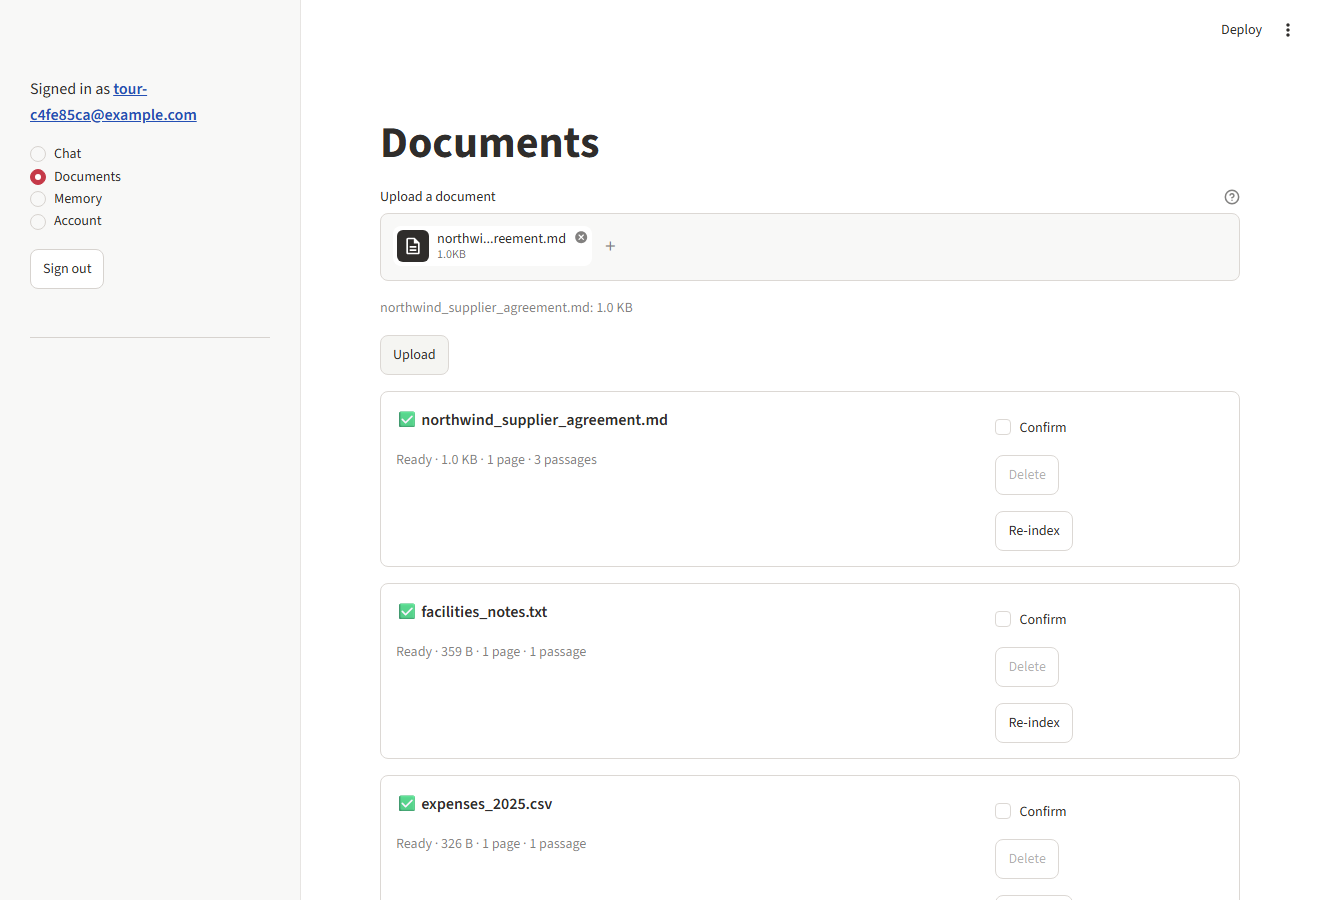 Deploy
Signed in as tour-
c4fe85ca@example.com
Chat
Documents
Memory
Account
Sign out
Documents
Upload a document
northwi...reement.md
1.0KB
northwind_supplier_agreement.md: 1.0 KB
Upload
northwind_supplier_agreement.md
Ready · 1.0 KB · 1 page · 3 passages
Confirm
Delete
Re-index
facilities_notes.txt
Ready · 359 B · 1 page · 1 passage
Confirm
Delete
Re-index
expenses_2025.csv
Ready · 326 B · 1 page · 1 passage
Confirm
Delete